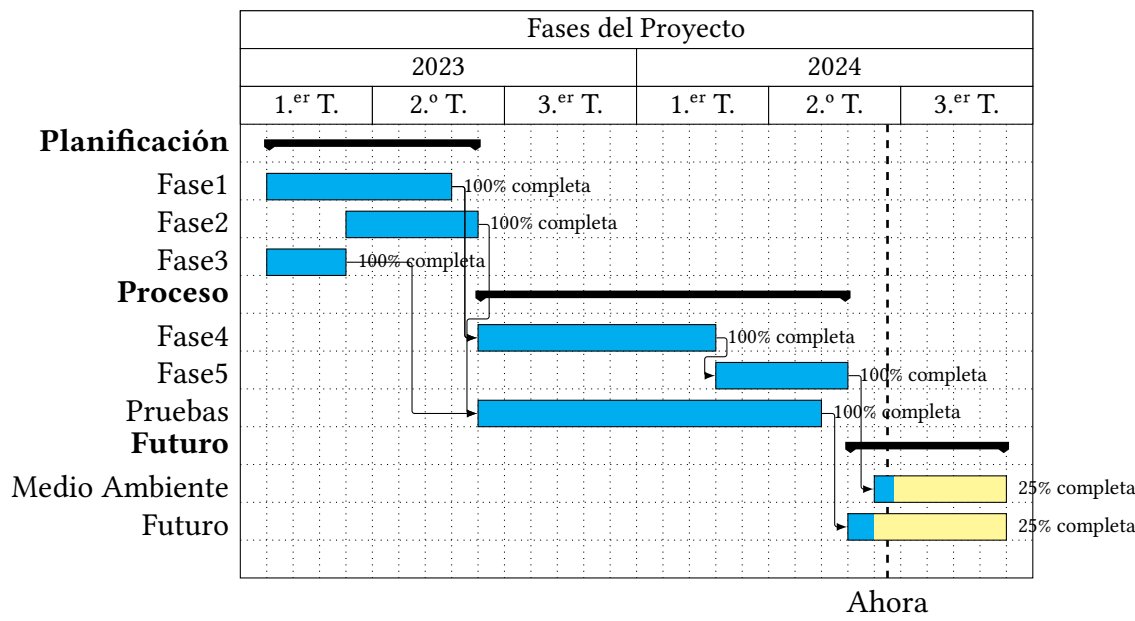 Fases del Proyecto
2023 2024
1.er T. 2.º T. 3.er T. 1.er T. 2.º T. 3.er T.
Planificación
Fase1 100% completa
Fase2 100% completa
Fase3 100% completa
Proceso
Fase4 100% completa
Fase5 100% completa
Pruebas 100% completa
Futuro
Medio Ambiente 25% completa
Futuro 25% completa
Ahora